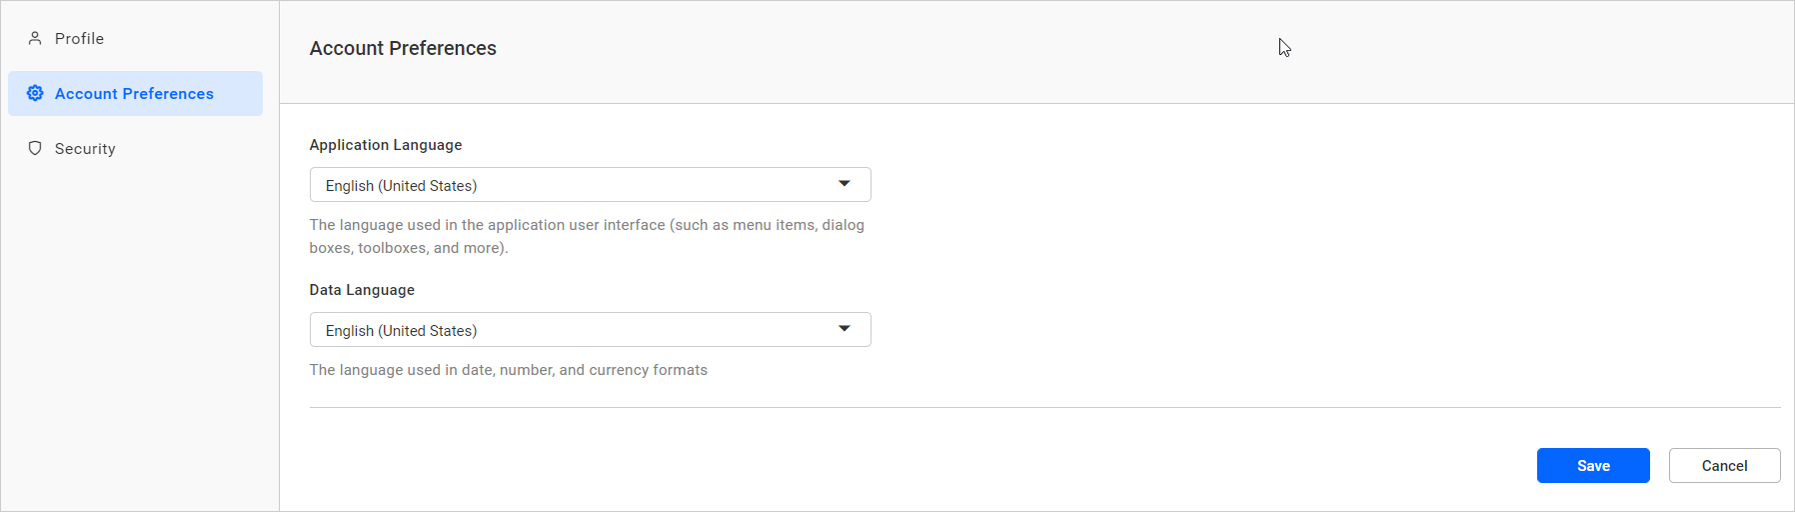 Profile
Account Preferences
Security
Account Preferences
Application Language
English (United States)
The language used in the application user interface (such as menu items, dialog
boxes, toolboxes, and more).
Data Language
English (United States)
The language used in date, number, and currency formats
Save
Cancel